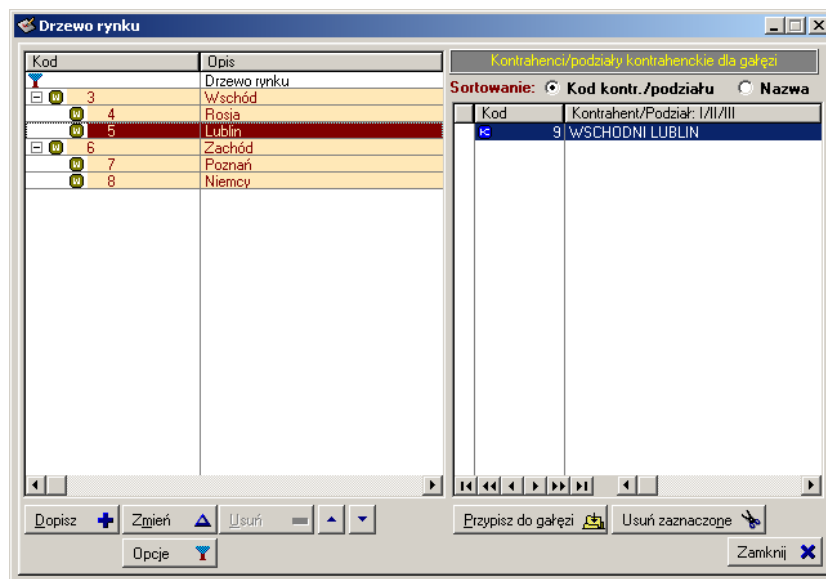 Drzewo rynku
Kod Opis
Drzewo rynku
3 Wschód
4 Rosja
5 Lublin
6 Zachód
7 Poznań
8 Niemcy
Kontrahenci/podziały kontrahenckie dla gałęzi
Sortowanie: Kod kontr./podziału Nazwa
Kod Kontrahent/Podział: I/II/III
9 WSCHODNI LUBLIN
Dopisz Zmień Usuń
Opcje
Przypisz do gałęzi Usuń zaznaczone
Zamknij